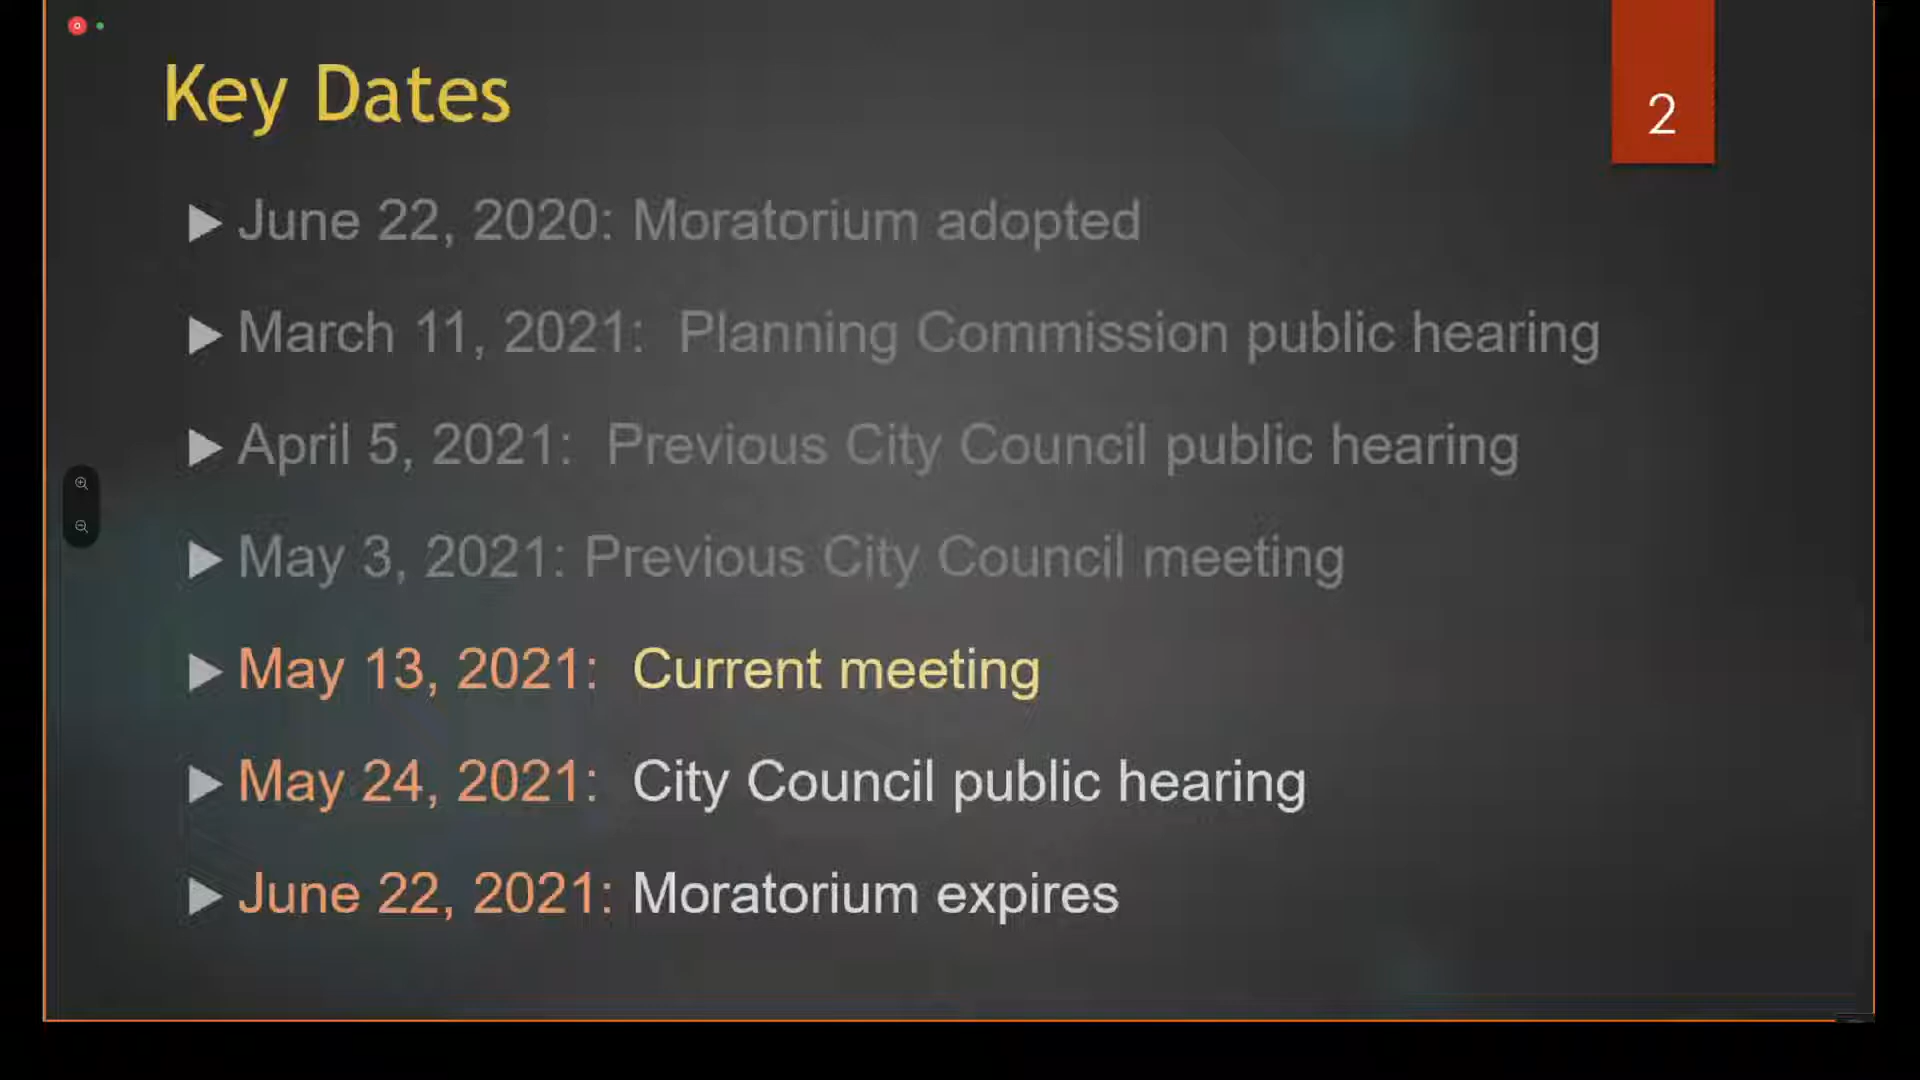 Key Dates
2
June 22, 2020: Moratorium adopted
March 11, 2021: Planning Commission public hearing
April 5, 2021: Previous City Council public hearing
May 3, 2021: Previous City Council meeting
May 13, 2021: Current meeting
May 24, 2021: City Council public hearing
June 22, 2021: Moratorium expires